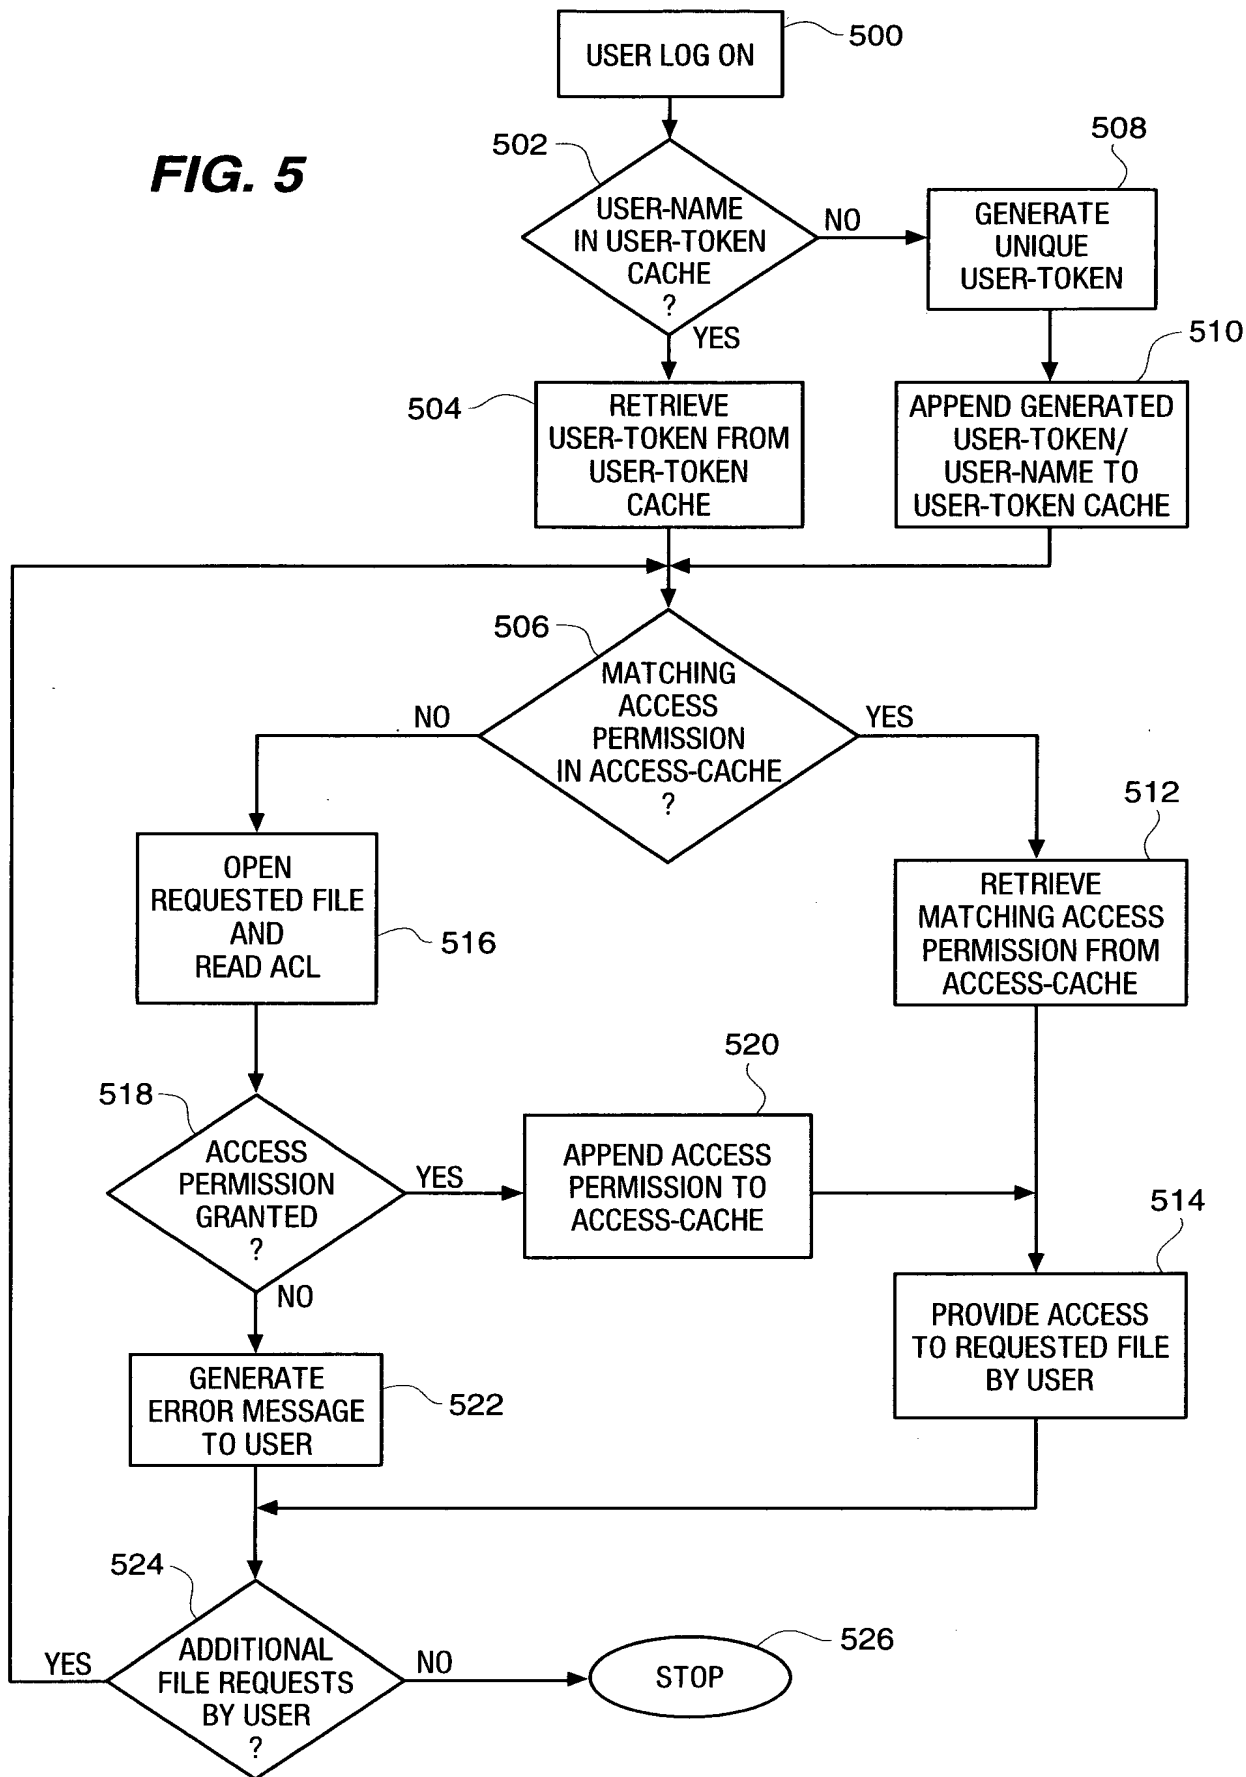 500
USER LOG ON
FIG. 5
502
USER-NAME
IN USER-TOKEN
CACHE
?
NO
YES
508
GENERATE
UNIQUE
USER-TOKEN
504
RETRIEVE
USER-TOKEN FROM
USER-TOKEN
CACHE
510
APPEND GENERATED
USER-TOKEN/
USER-NAME TO
USER-TOKEN CACHE
506
MATCHING
ACCESS
PERMISSION
IN ACCESS-CACHE
?
NO
YES
512
RETRIEVE
MATCHING ACCESS
PERMISSION FROM
ACCESS-CACHE
OPEN
REQUESTED FILE
AND
READ ACL
516
518
ACCESS
PERMISSION
GRANTED
?
YES
NO
520
APPEND ACCESS
PERMISSION TO
ACCESS-CACHE
514
PROVIDE ACCESS
TO REQUESTED FILE
BY USER
GENERATE
ERROR MESSAGE
TO USER
522
524
ADDITIONAL
FILE REQUESTS
BY USER
?
YES
NO
526
STOP